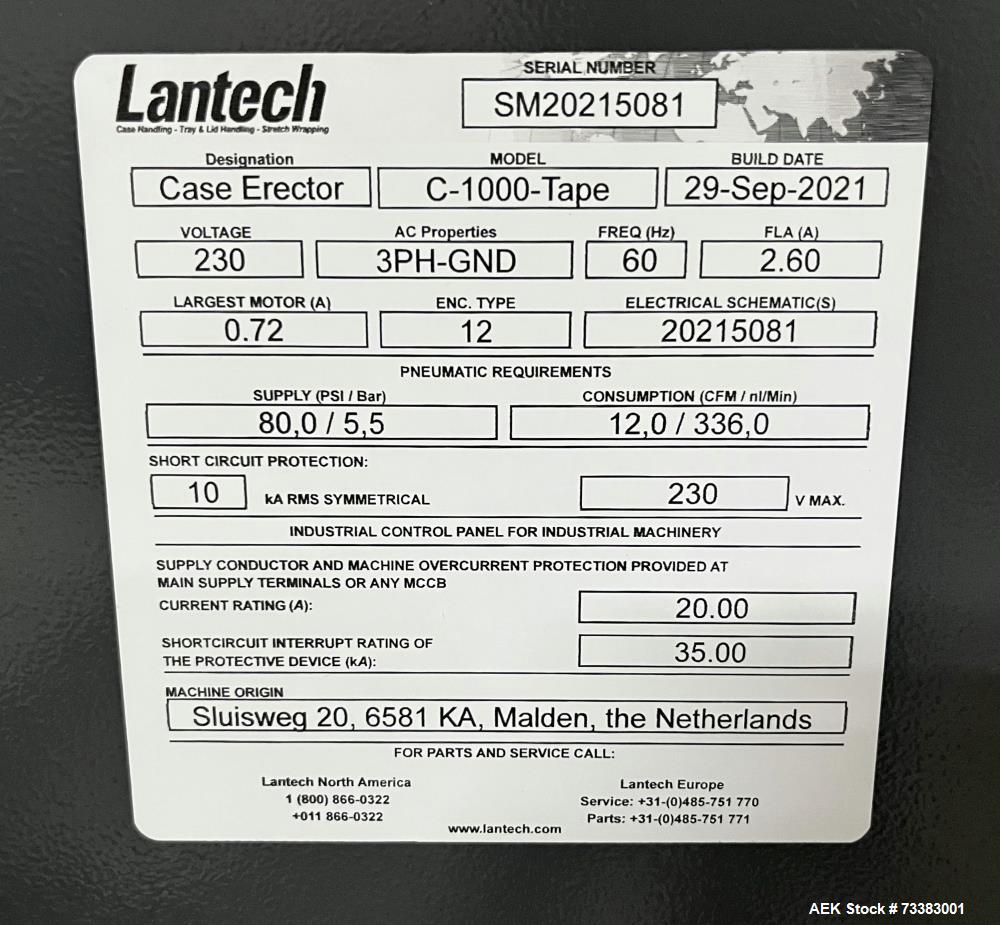 Lantech
Case Handling - Tray & Lid Handling - Stretch Wrapping
SERIAL NUMBER
SM20215081
Designation MODEL BUILD DATE
Case Erector C-1000-Tape 29-Sep-2021
VOLTAGE AC Properties FREQ (Hz) FLA (A)
230 3PH-GND 60 2.60
LARGEST MOTOR (A) ENC. TYPE ELECTRICAL SCHEMATIC(S)
0.72 12 20215081
PNEUMATIC REQUIREMENTS
SUPPLY (PSI / Bar) CONSUMPTION (CFM / nl/Min)
80,0 / 5,5 12,0 / 336,0
SHORT CIRCUIT PROTECTION:
10 kA RMS SYMMETRICAL 230 V MAX.
INDUSTRIAL CONTROL PANEL FOR INDUSTRIAL MACHINERY
SUPPLY CONDUCTOR AND MACHINE OVERCURRENT PROTECTION PROVIDED AT
MAIN SUPPLY TERMINALS OR ANY MCCB
CURRENT RATING (A): 20.00
SHORTCIRCUIT INTERRUPT RATING OF
THE PROTECTIVE DEVICE (kA): 35.00
MACHINE ORIGIN
Sluisweg 20, 6581 KA, Malden, the Netherlands
FOR PARTS AND SERVICE CALL:
Lantech North America Lantech Europe
1 (800) 866-0322 Service: +31-(0)485-751 770
+011 866-0322 Parts: +31-(0)485-751 771
www.lantech.com
AEK Stock # 73383001